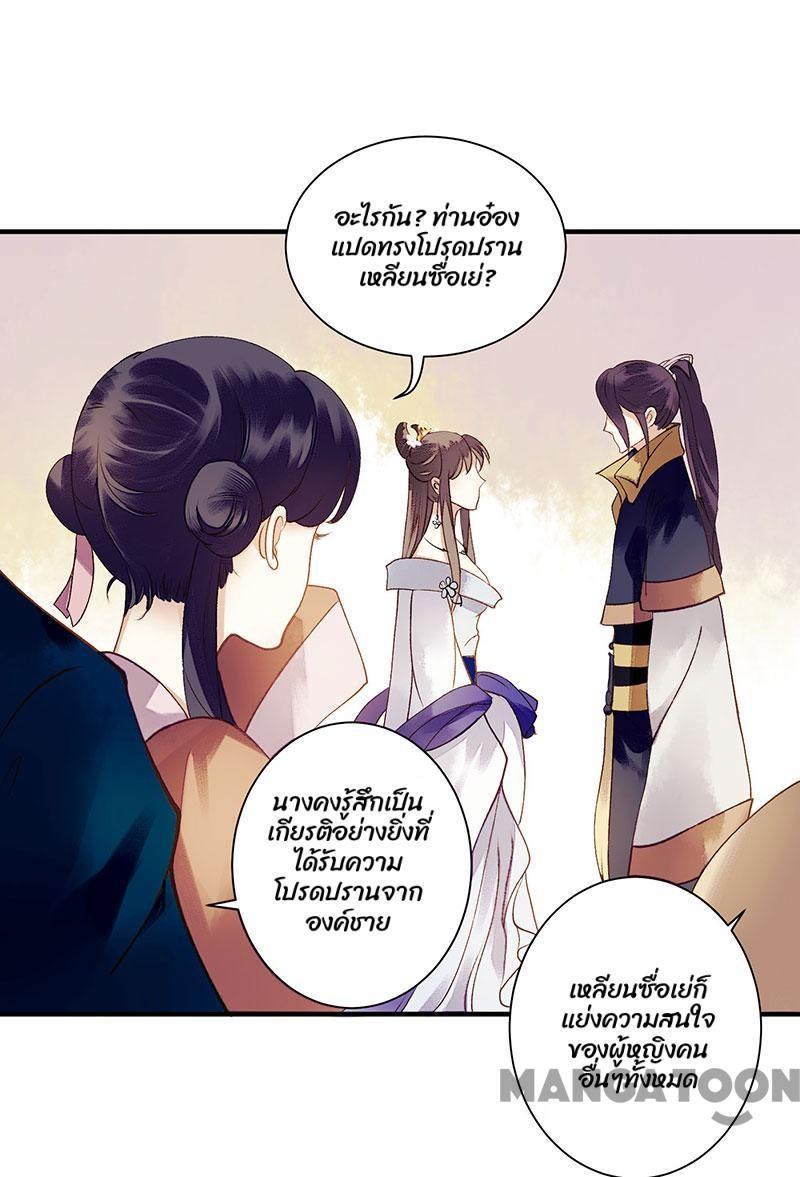 อะไรกัน? ท่านอ๋อง
แปดทรงโปรดปราน
เหลียนซื่อเย่?
นางคงรู้สึกเป็น
เกียรติอย่างยิ่งที่
ได้รับความ
โปรดปรานจาก
องค์ชาย
เหลียนซื่อเย่ก็
แย่งความสนใจ
ของผู้หญิงคน
อื่นๆทั้งหมด
MANGATOON